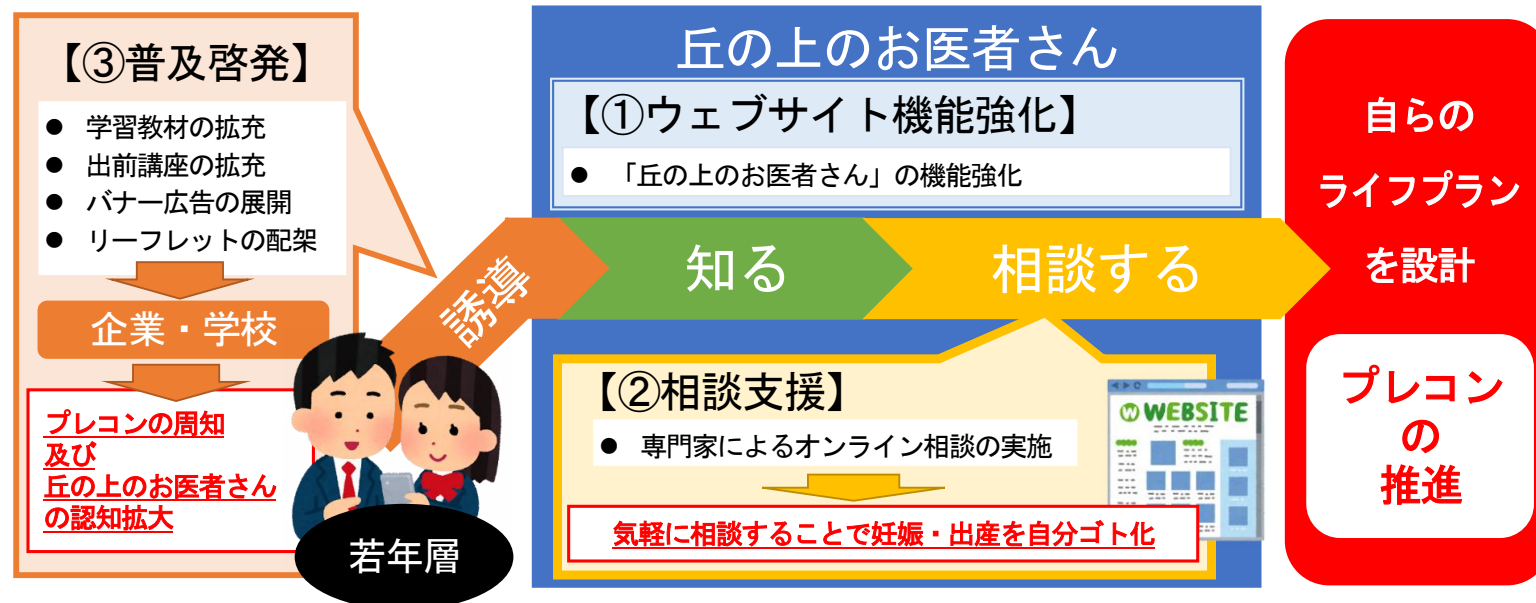 【③普及啓発】
● 学習教材の拡充
● 出前講座の拡充
● バナー広告の展開
● リーフレットの配架
企業・学校
プレコンの周知
及び
丘の上のお医者さん
の認知拡大
若年層
誘導
丘の上のお医者さん
【①ウェブサイト機能強化】
● 「丘の上のお医者さん」の機能強化
知る
相談する
【②相談支援】
● 専門家によるオンライン相談の実施
気軽に相談することで妊娠・出産を自分ゴト化
W WEBSITE
自らの
ライフプラン
を設計
プレコン
の
推進